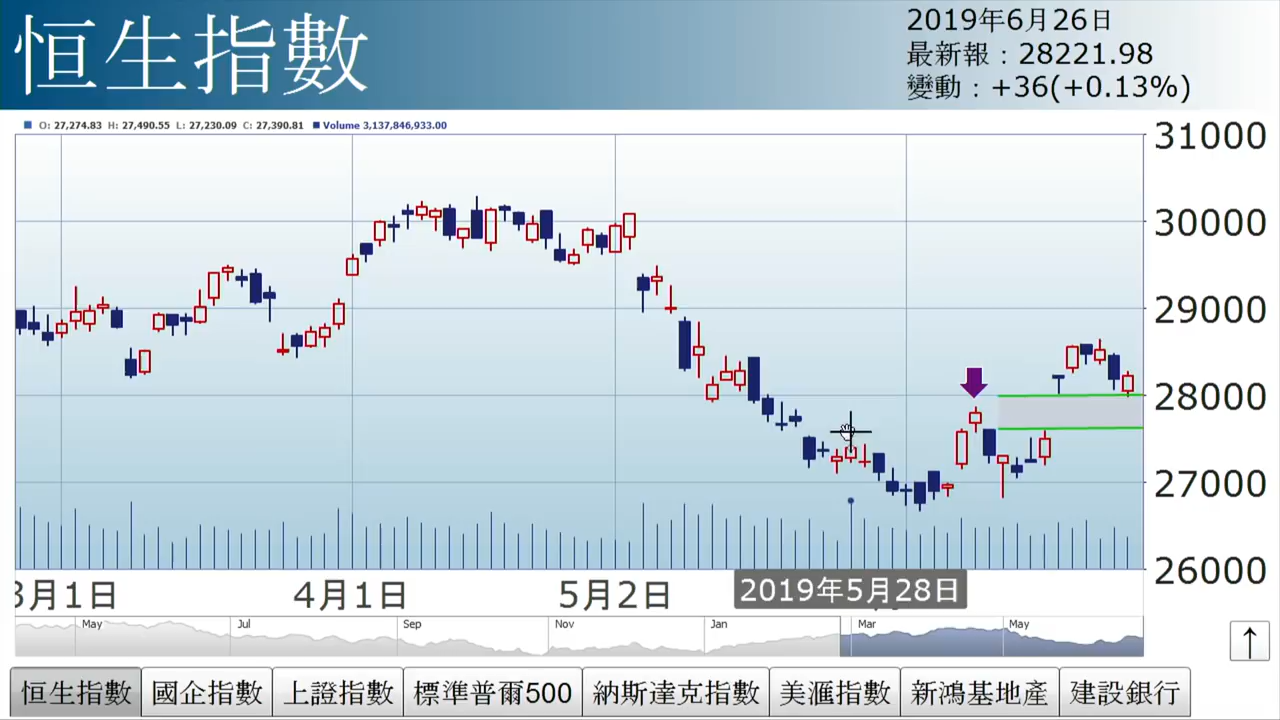 恒生指數
2019年6月26日
最新報：28221.98
變動：+36(+0.13%)
O: 27,274.83 H: 27,490.55 L: 27,230.09 C: 27,390.81 Volume 3,137,846,933.00
31000
30000
29000
28000
27000
26000
3月1日 4月1日 5月2日 2019年5月28日
May Jul Sep Nov Jan Mar May
恒生指數 國企指數 上證指數 標準普爾500 納斯達克指數 美滙指數 新鴻基地產 建設銀行